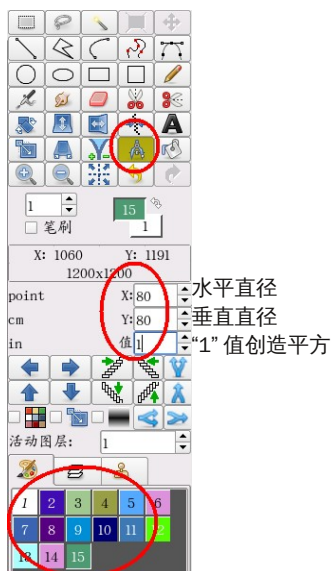 A
1
15
笔刷
1
X: 1060 Y: 1191
1200x1200
point X:80 水平直径
cm Y:80 垂直直径
in 值1 “1” 值创造平方
活动图层: 1
1 2 3 4 5 6
7 8 9 10 11 12
13 14 15